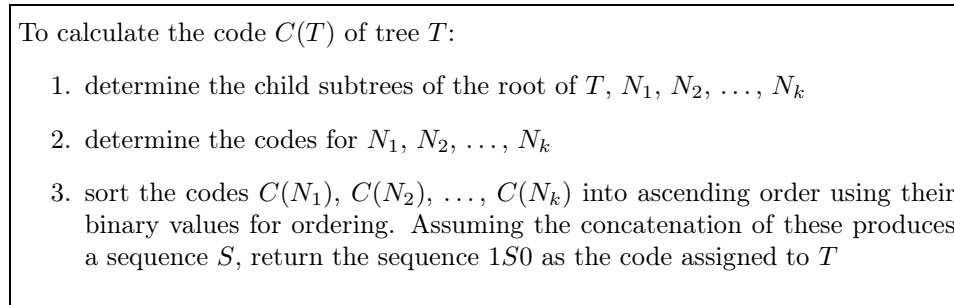 To calculate the code C(T) of tree T:
1. determine the child subtrees of the root of T, N₁, N₂, …, Nₖ
2. determine the codes for N₁, N₂, …, Nₖ
3. sort the codes C(N₁), C(N₂), …, C(Nₖ) into ascending order using their
binary values for ordering. Assuming the concatenation of these produces
a sequence S, return the sequence 1S0 as the code assigned to T